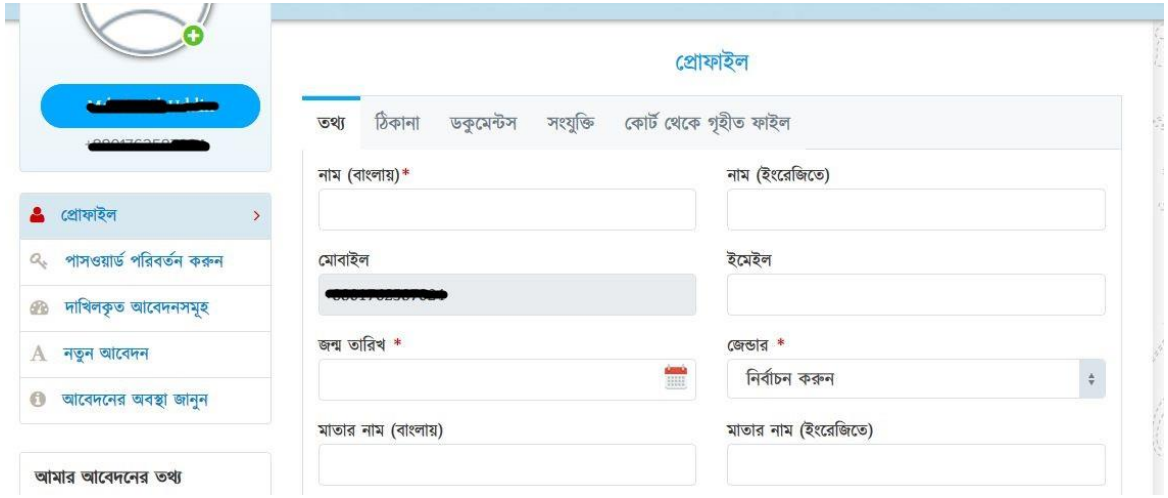 প্রোফাইল
তথ্য ঠিকানা ডকুমেন্টস সংযুক্তি কোর্ট থেকে গৃহীত ফাইল
নাম (বাংলায়)* নাম (ইংরেজিতে)
মোবাইল ইমেইল
জন্ম তারিখ * জেন্ডার *
নির্বাচন করুন
মাতার নাম (বাংলায়) মাতার নাম (ইংরেজিতে)
প্রোফাইল
পাসওয়ার্ড পরিবর্তন করুন
দাখিলকৃত আবেদনসমূহ
নতুন আবেদন
আবেদনের অবস্থা জানুন
আমার আবেদনের তথ্য